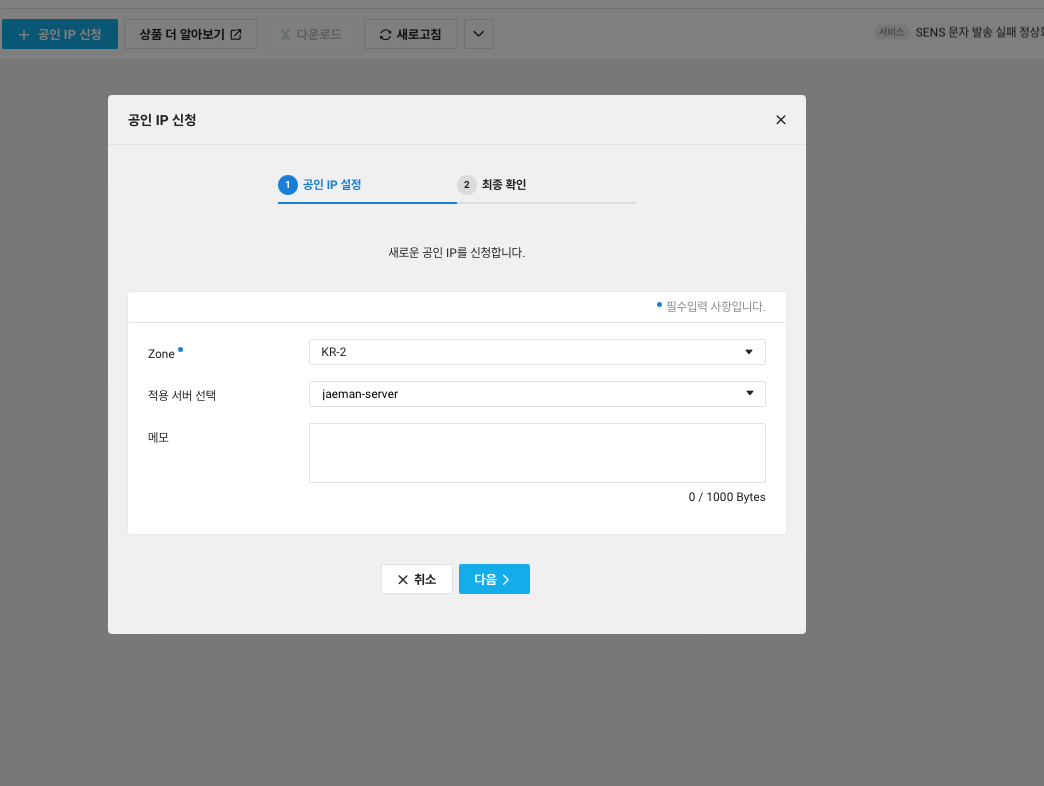 공인 IP 신청 상품 더 알아보기 다운로드 새로고침 서비스 SENS 문자 발송 실패
공인 IP 신청
1 공인 IP 설정 2 최종 확인
새로운 공인 IP를 신청합니다.
필수입력 사항입니다.
Zone KR-2
적용 서버 선택 jaeman-server
메모
0 / 1000 Bytes
취소 다음